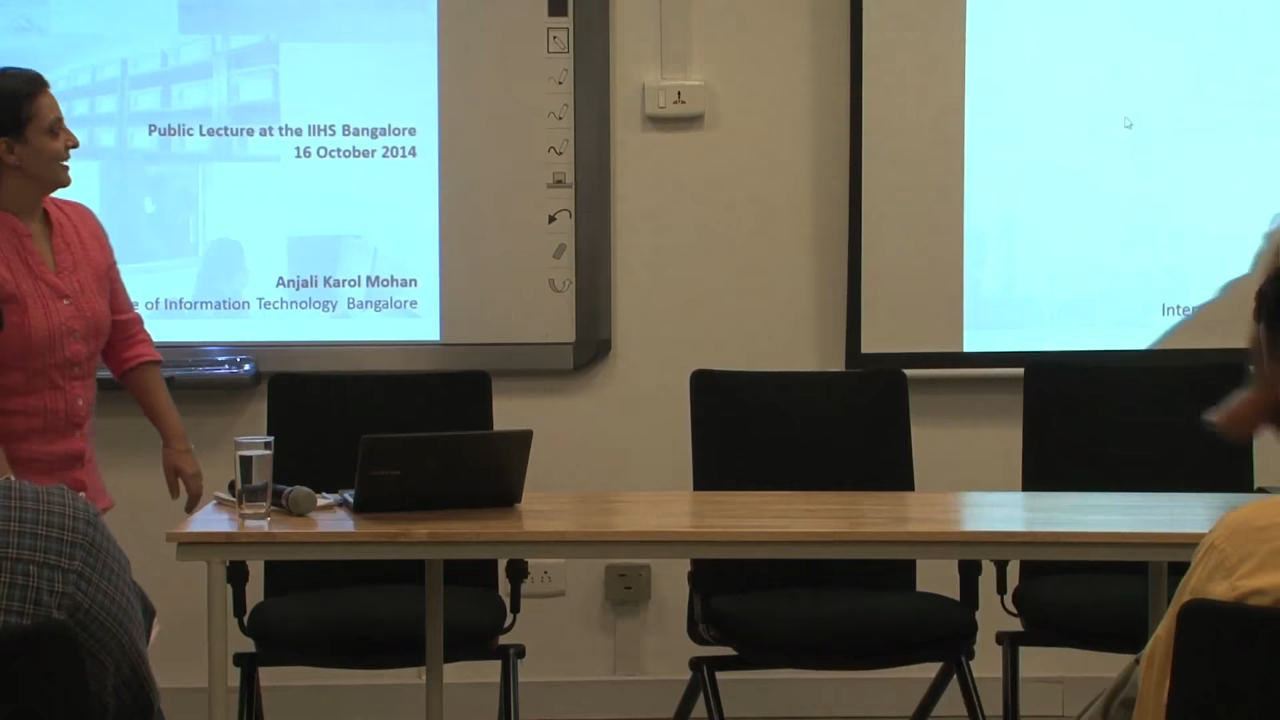 Public Lecture at the IIHS Bangalore
16 October 2014
Anjali Karol Mohan
e of Information Technology Bangalore
Inter